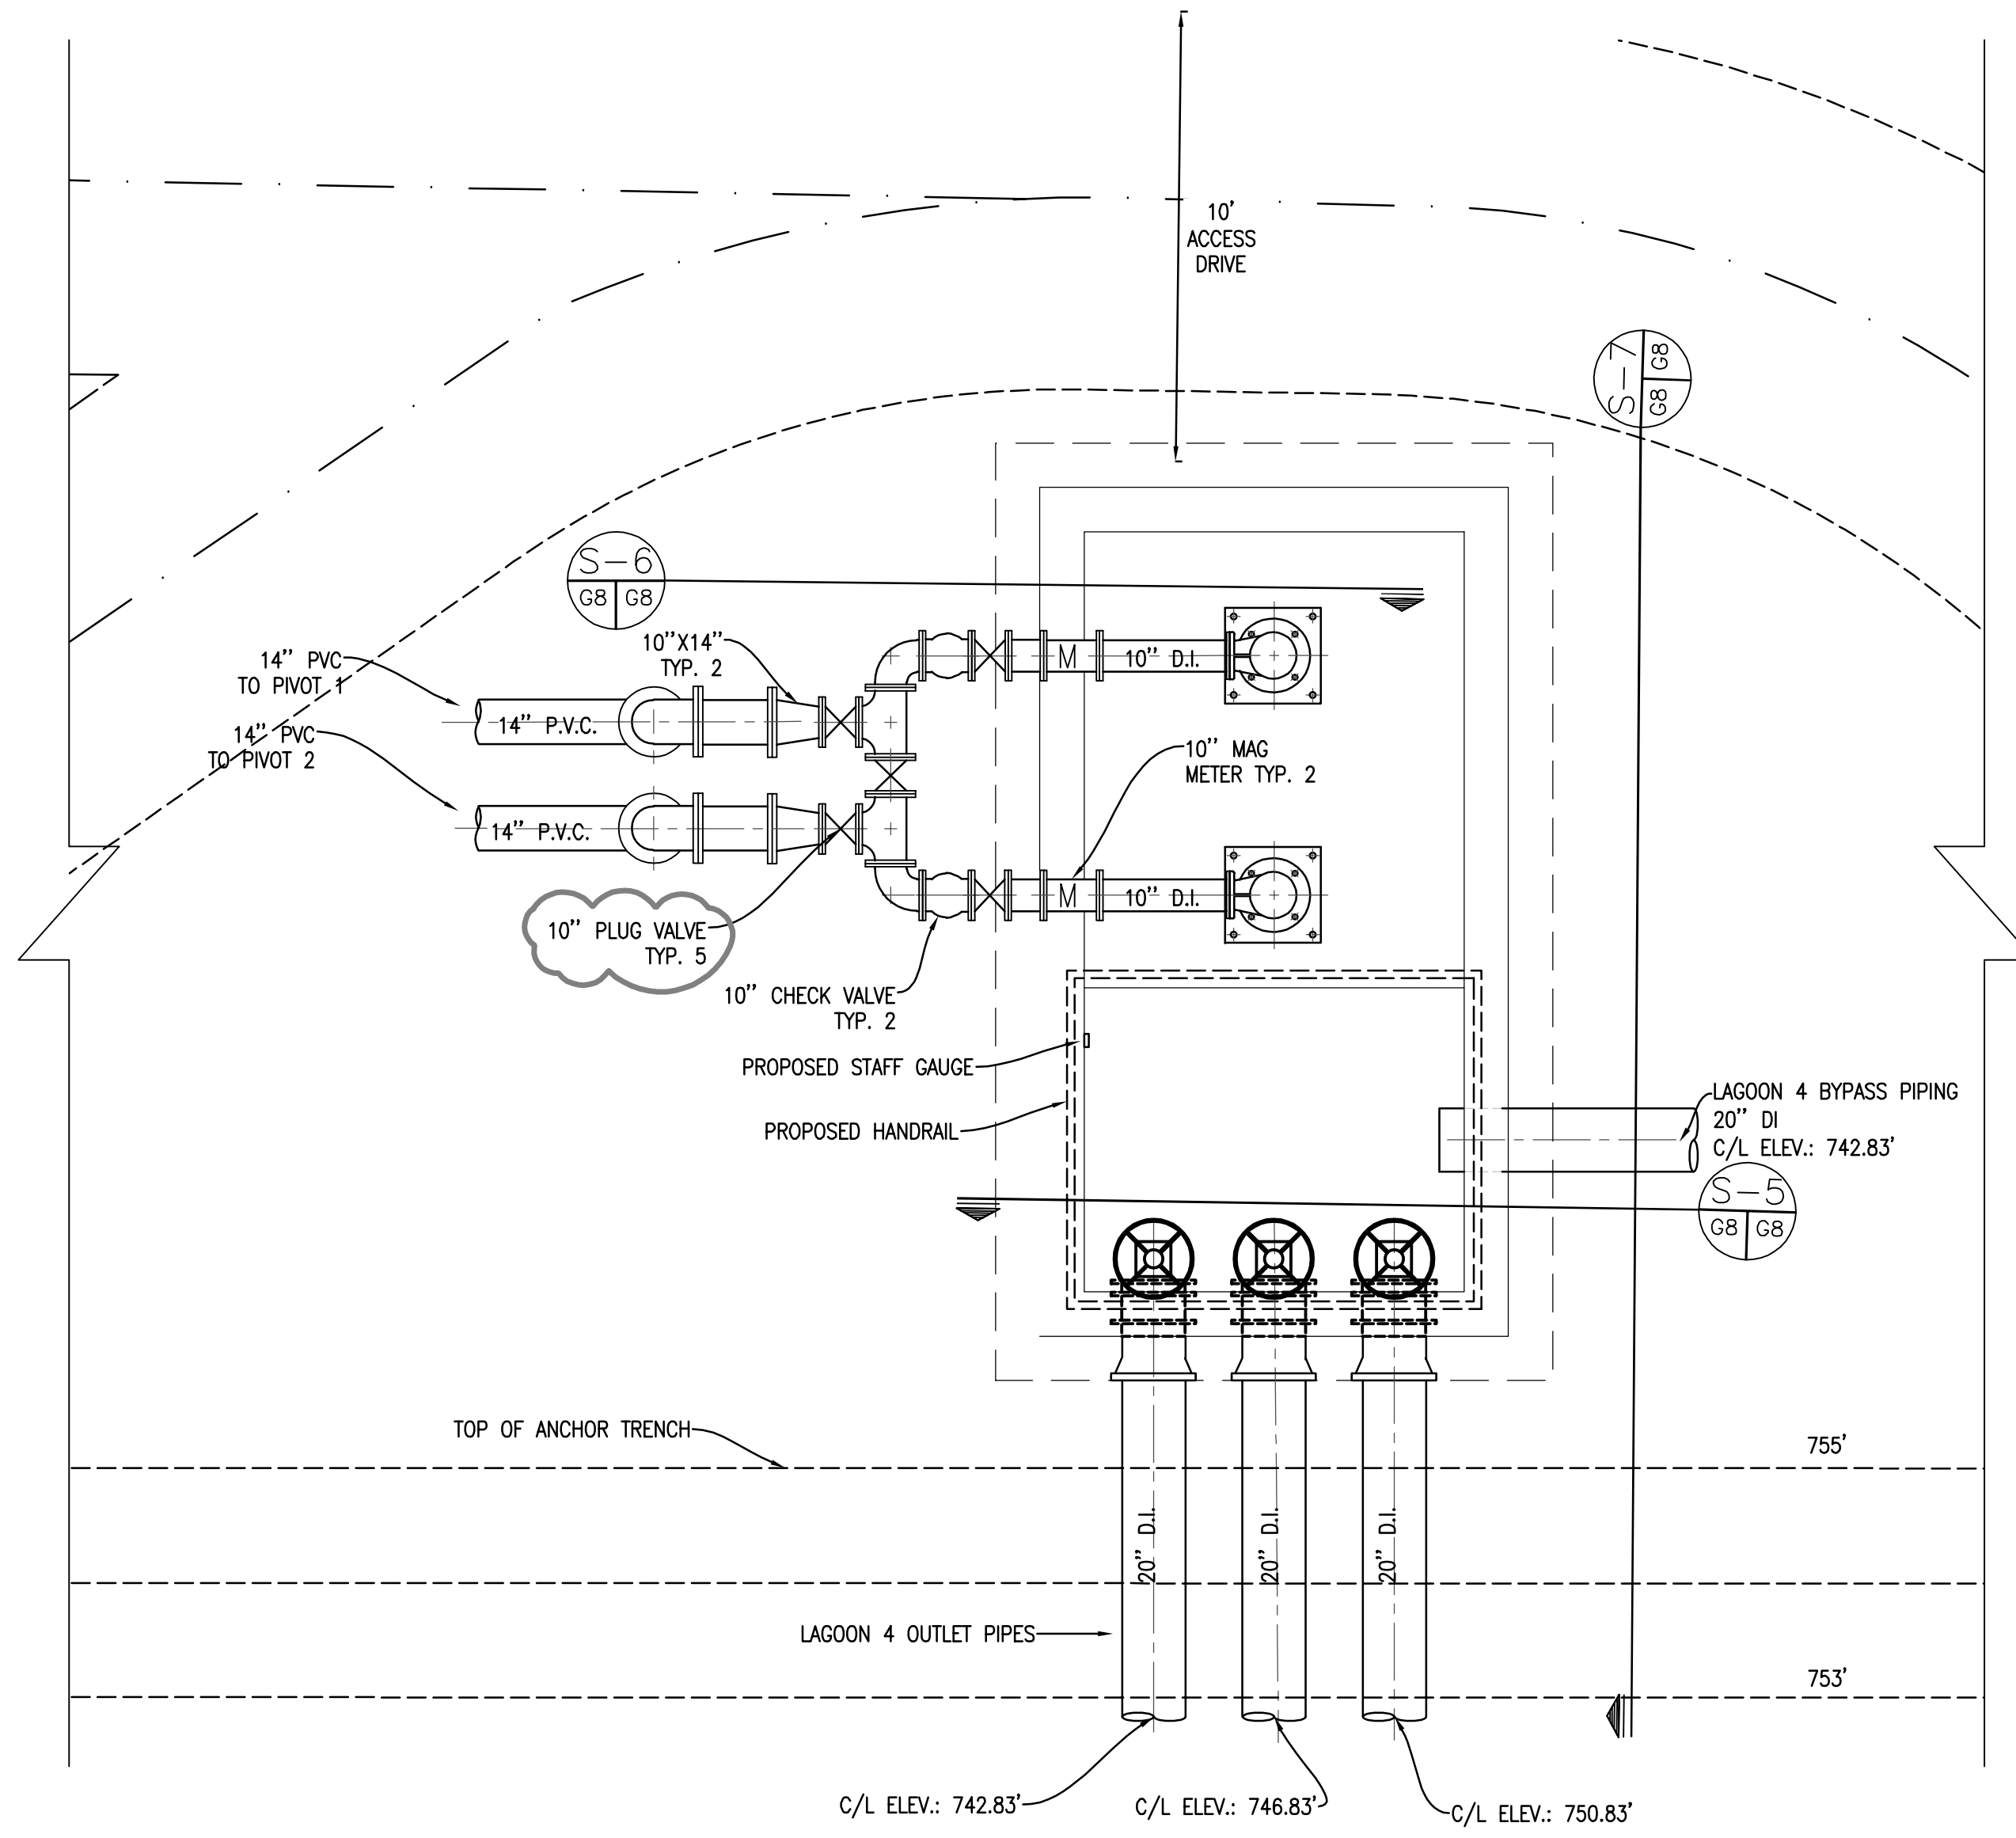 10'
ACCESS
DRIVE
S-7
G8
G8
S-6
G8 G8
10"X14"
TYP. 2
14" PVC
TO PIVOT 1
14" PVC
TO PIVOT 2
M
10" D.I.
14" P.V.C.
10" MAG
METER TYP. 2
14" P.V.C.
M
10" D.I.
10" PLUG VALVE
TYP. 5
10" CHECK VALVE
TYP. 2
PROPOSED STAFF GAUGE
PROPOSED HANDRAIL
LAGOON 4 BYPASS PIPING
20" DI
C/L ELEV.: 742.83'
S-5
G8 G8
TOP OF ANCHOR TRENCH
755'
20" D.I.
20" D.I.
20" D.I.
LAGOON 4 OUTLET PIPES
753'
C/L ELEV.: 742.83'
C/L ELEV.: 746.83'
C/L ELEV.: 750.83'